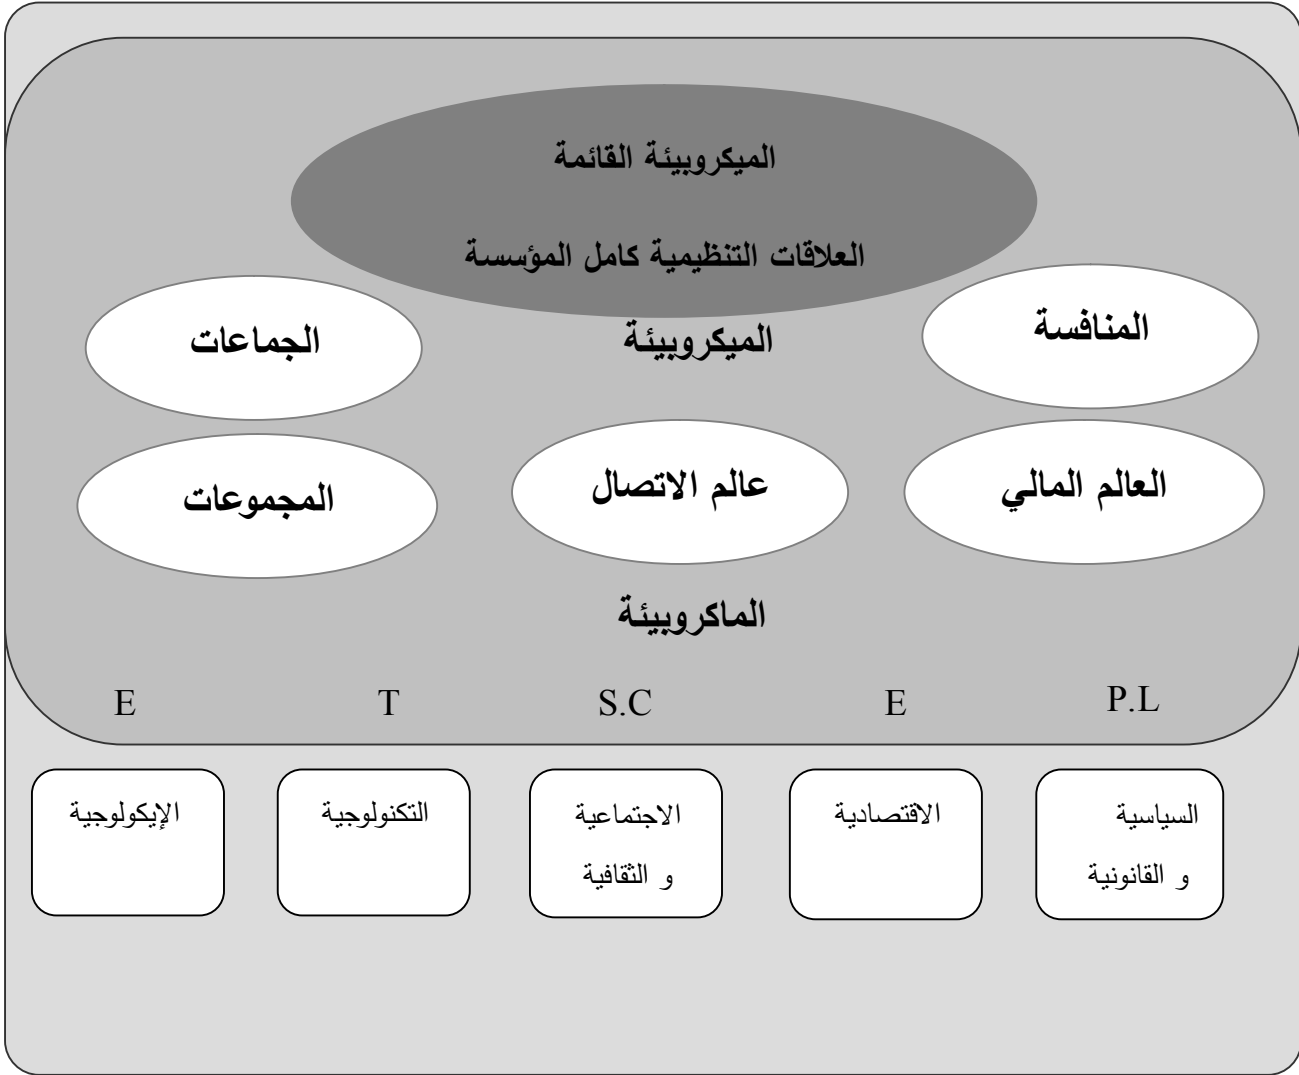 الميكروبيئة القائمة
العلاقات التنظيمية كامل المؤسسة
المنافسة
الميكروبيئة
الجماعات
العالم المالي
عالم الاتصال
المجموعات
الماكروبيئة
P.L
E
S.C
T
E
السياسية
و القانونية
الاقتصادية
الاجتماعية
و الثقافية
التكنولوجية
الإيكولوجية